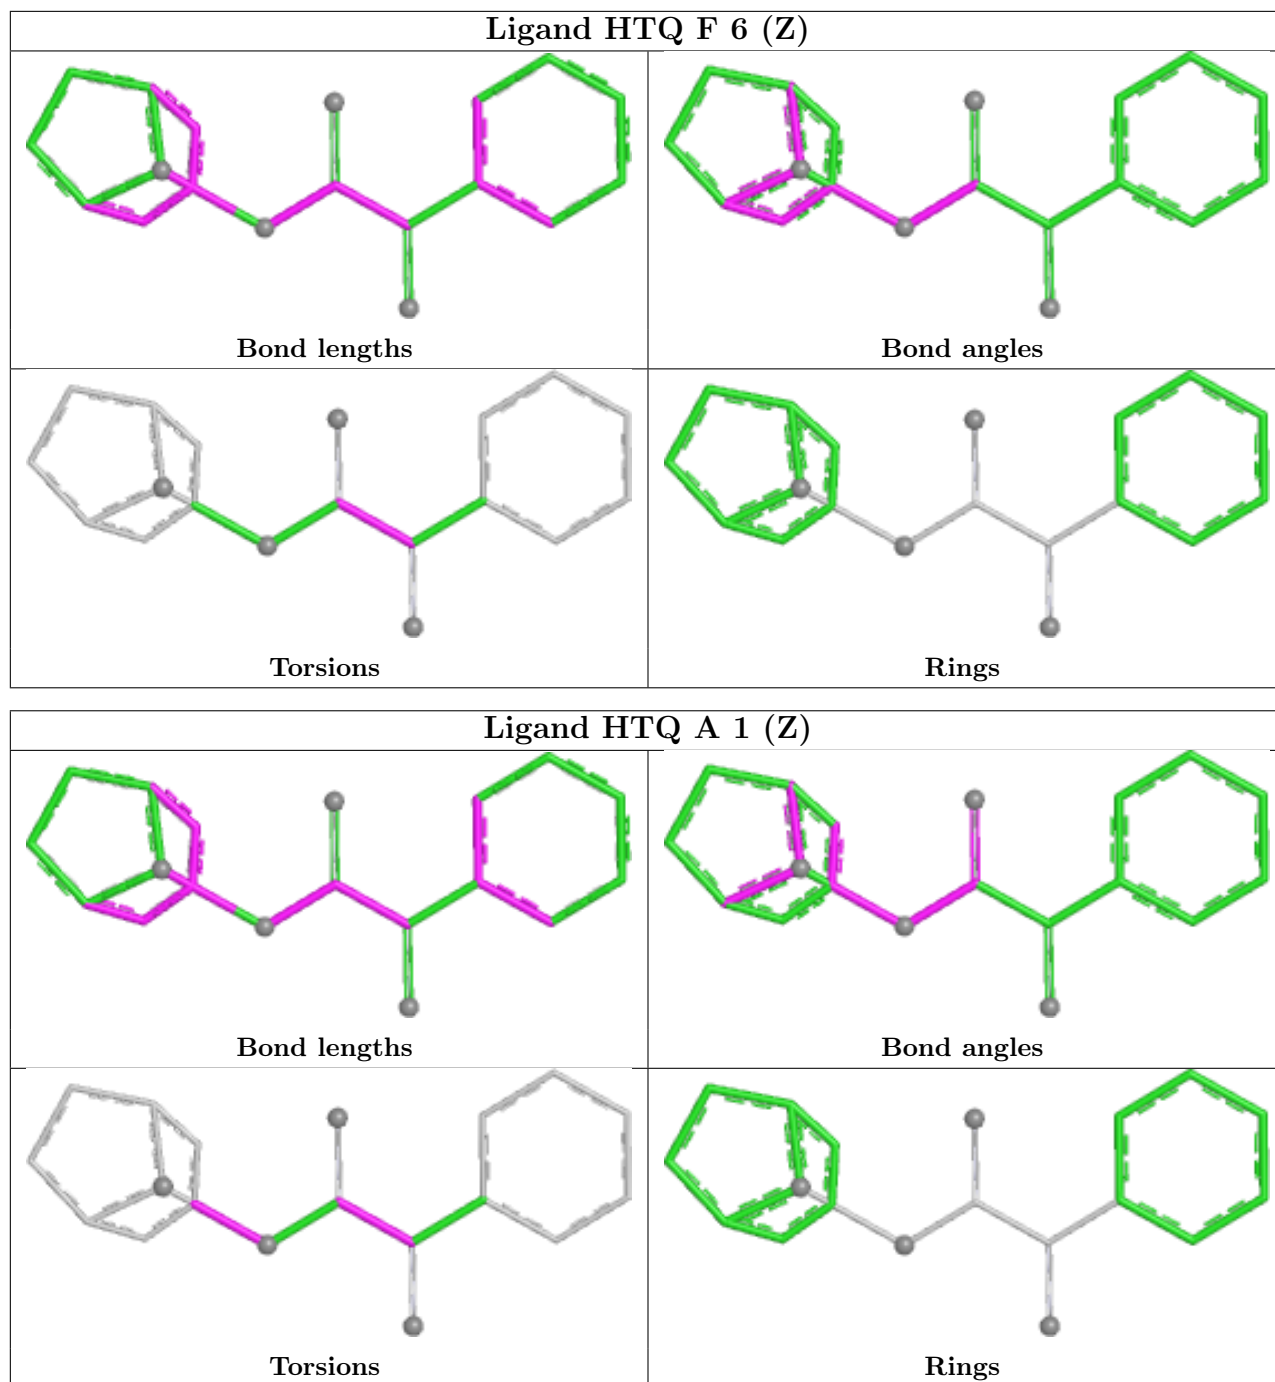 Ligand HTQ F 6 (Z)
Bond lengths
Bond angles
Torsions
Rings
Ligand HTQ A 1 (Z)
Bond lengths
Bond angles
Torsions
Rings